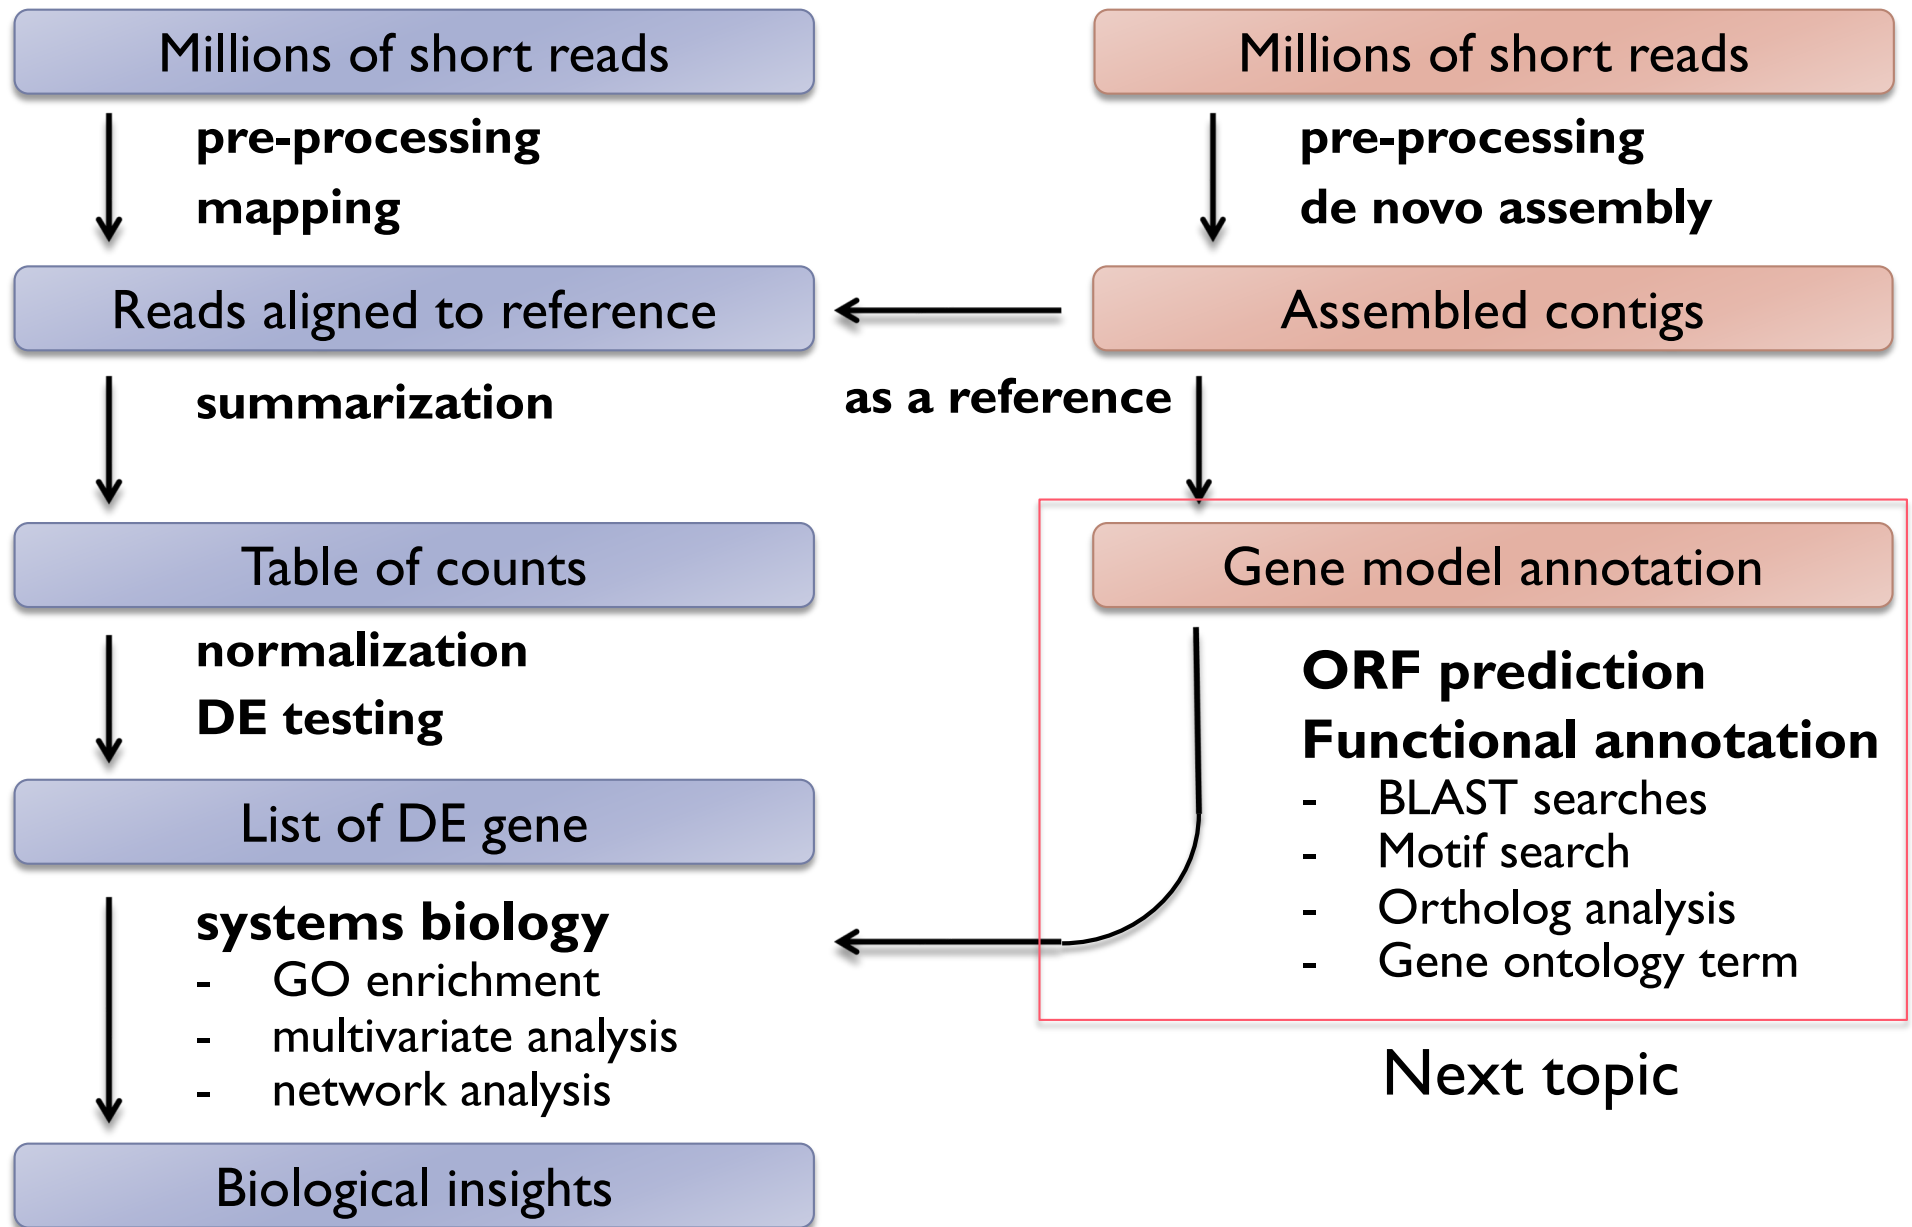 Millions of short reads
pre-processing
mapping
Reads aligned to reference
summarization
Table of counts
normalization
DE testing
List of DE gene
systems biology
- GO enrichment
- multivariate analysis
- network analysis
Biological insights
Millions of short reads
pre-processing
de novo assembly
Assembled contigs
as a reference
Gene model annotation
ORF prediction
Functional annotation
- BLAST searches
- Motif search
- Ortholog analysis
- Gene ontology term
Next topic